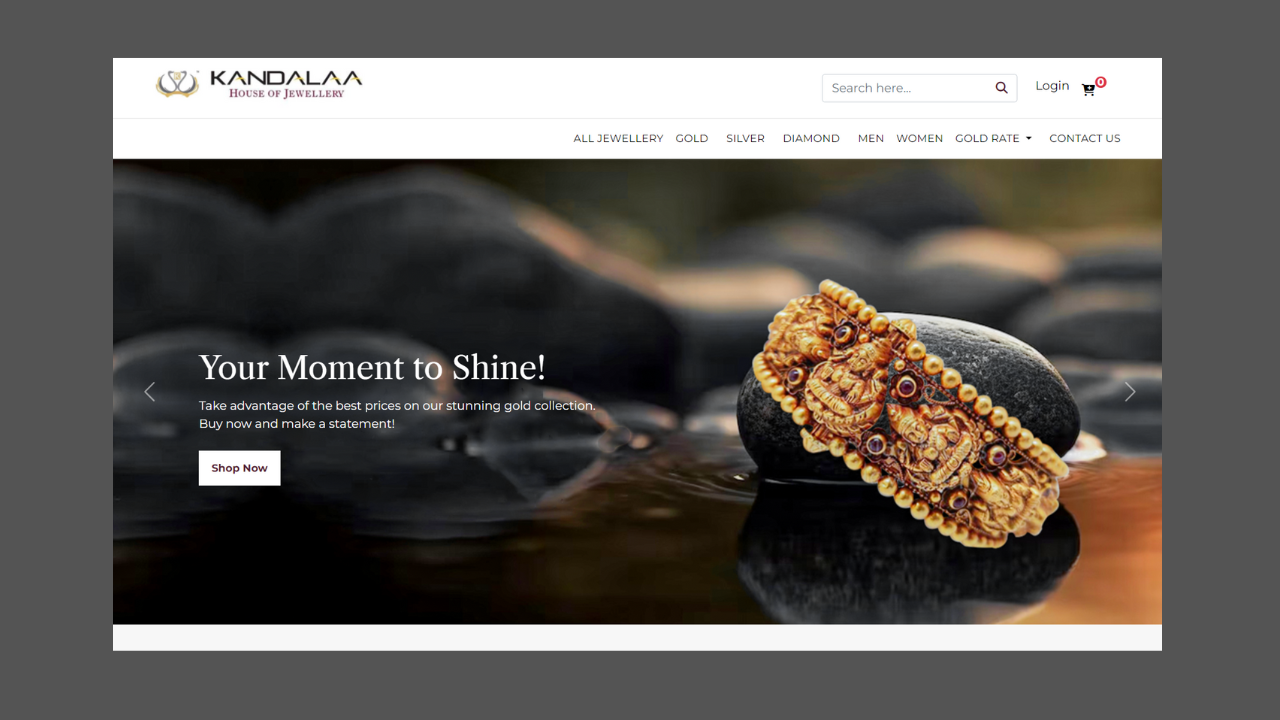 KANDALAA
HOUSE OF JEWELLERY
Search here...
Login
0
ALL JEWELLERY GOLD SILVER DIAMOND MEN WOMEN GOLD RATE CONTACT US
Your Moment to Shine!
Take advantage of the best prices on our stunning gold collection.
Buy now and make a statement!
Shop Now